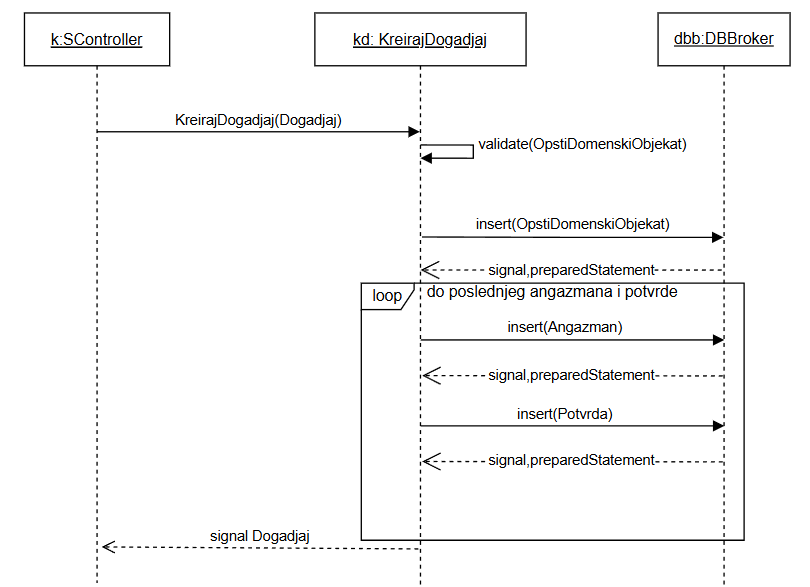 k:SController
kd: KreirajDogadjaj
dbb:DBBroker
KreirajDogadjaj(Dogadjaj)
validate(OpstiDomenskiObjekat)
insert(OpstiDomenskiObjekat)
signal,preparedStatement
loop
do poslednjeg angazmana i potvrde
insert(Angazman)
signal,preparedStatement
insert(Potvrda)
signal,preparedStatement
signal Dogadjaj